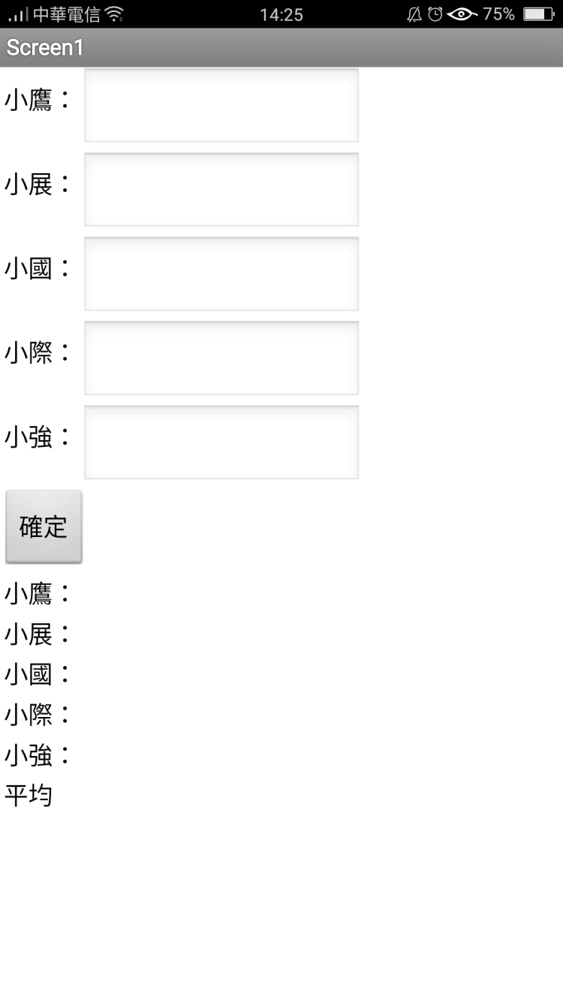 中華電信 14:25 75%
Screen1
小鷹：
小展：
小國：
小際：
小強：
確定
小鷹：
小展：
小國：
小際：
小強：
平均